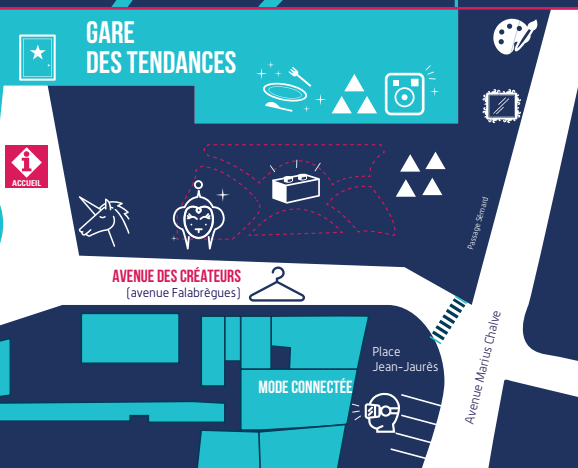 GARE
DES TENDANCES
i
ACCUEIL
Passage Sémard
AVENUE DES CRÉATEURS
(avenue Falabrègues)
Place
Jean-Jaurès
MODE CONNECTÉE
Avenue Marius Chalve